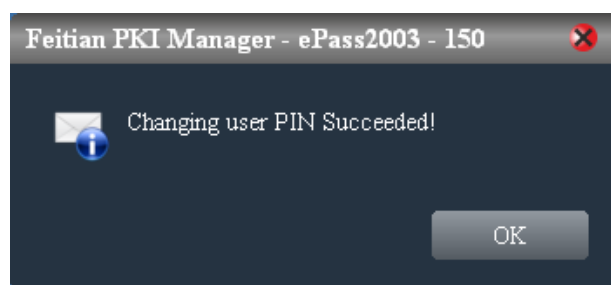 Feitian PKI Manager - ePass2003 - 150
Changing user PIN Succeeded!
OK